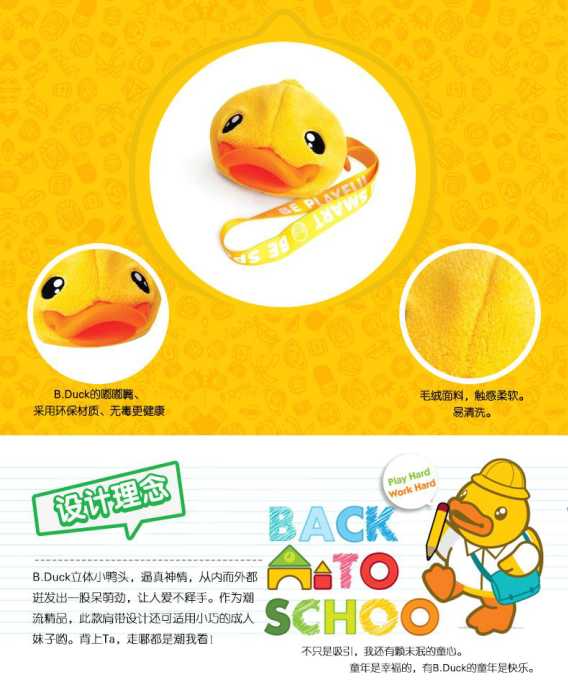 BE PLAYFUL
SMART BE S
B.Duck的嘟嘟嘴、
采用环保材质、无毒更健康
毛绒面料，触感柔软。
易清洗。
设计理念
B.Duck立体小鸭头，逼真神情，从内而外都
迸发出一股呆萌劲，让人爱不释手。作为潮
流精品，此款肩带设计还可适用小巧的成人
妹子哟。背上Ta，走哪都是潮我看！
Play Hard
Work Hard
BACK
TO
SCHOO
不只是吸引，我还有颗未泯的童心。
童年是幸福的，有B.Duck的童年是快乐。